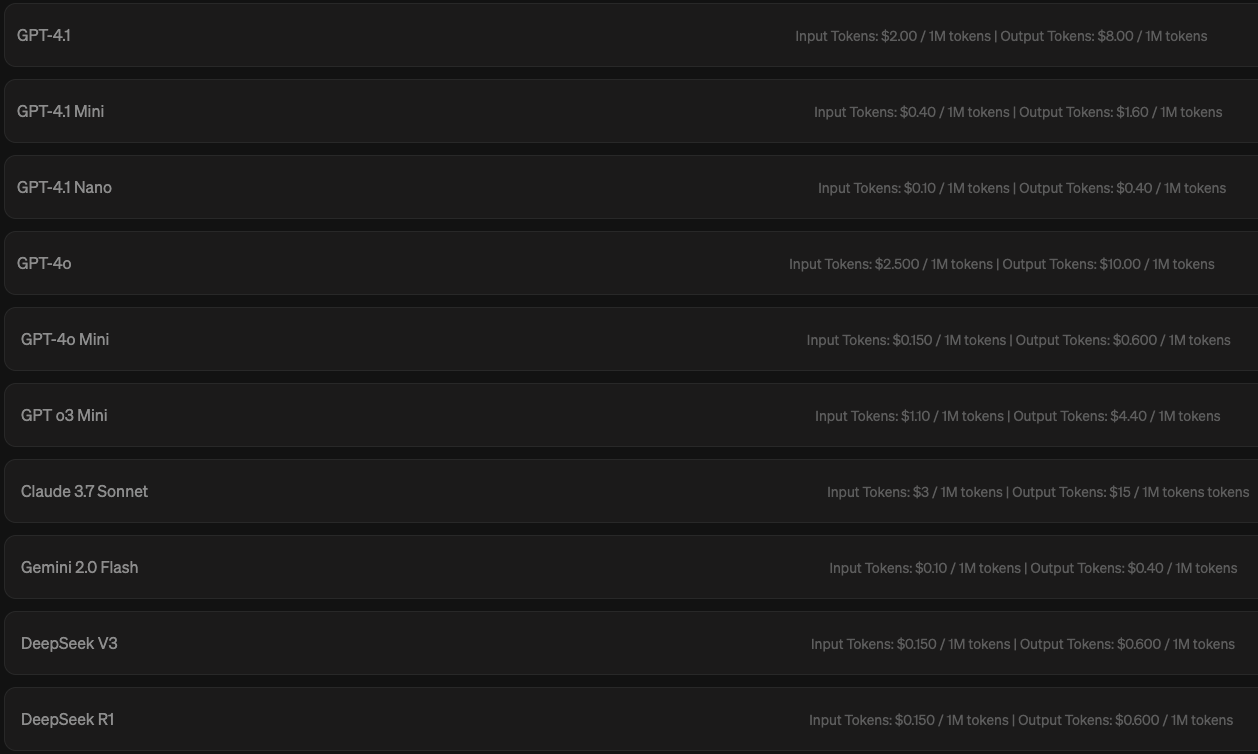 GPT-4.1 Input Tokens: $2.00 / 1M tokens | Output Tokens: $8.00 / 1M tokens
GPT-4.1 Mini Input Tokens: $0.40 / 1M tokens | Output Tokens: $1.60 / 1M tokens
GPT-4.1 Nano Input Tokens: $0.10 / 1M tokens | Output Tokens: $0.40 / 1M tokens
GPT-4o Input Tokens: $2.500 / 1M tokens | Output Tokens: $10.00 / 1M tokens
GPT-4o Mini Input Tokens: $0.150 / 1M tokens | Output Tokens: $0.600 / 1M tokens
GPT o3 Mini Input Tokens: $1.10 / 1M tokens | Output Tokens: $4.40 / 1M tokens
Claude 3.7 Sonnet Input Tokens: $3 / 1M tokens | Output Tokens: $15 / 1M tokens tokens
Gemini 2.0 Flash Input Tokens: $0.10 / 1M tokens | Output Tokens: $0.40 / 1M tokens
DeepSeek V3 Input Tokens: $0.150 / 1M tokens | Output Tokens: $0.600 / 1M tokens
DeepSeek R1 Input Tokens: $0.150 / 1M tokens | Output Tokens: $0.600 / 1M tokens